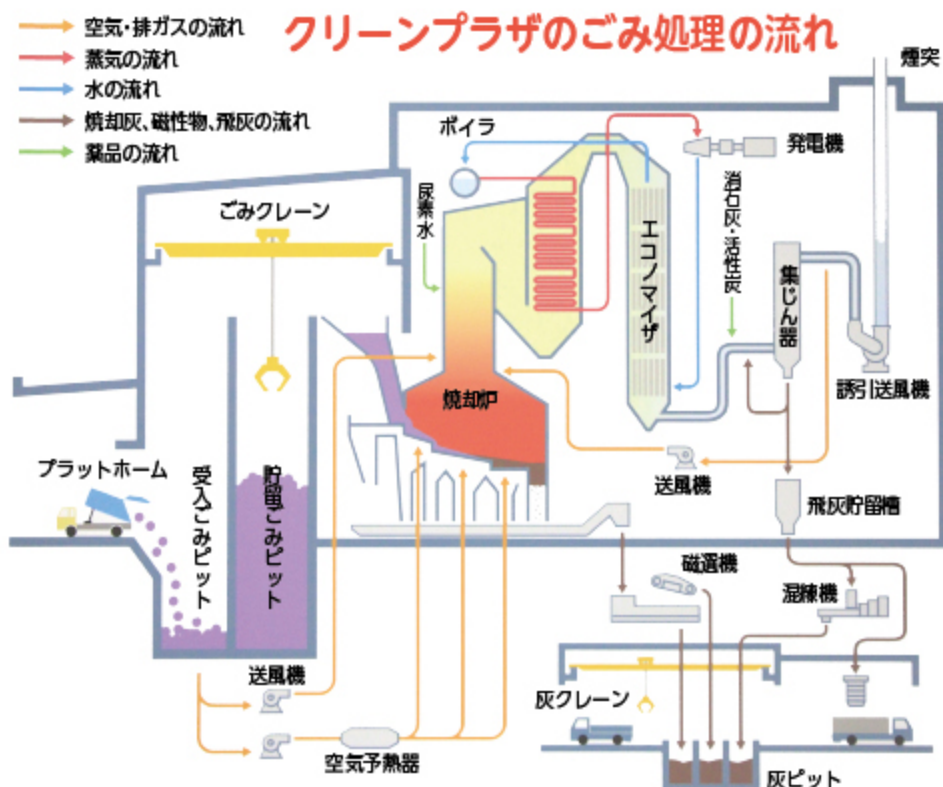 クリーンプラザのごみ処理の流れ
空気・排ガスの流れ
蒸気の流れ
水の流れ
焼却灰、磁性物、飛灰の流れ
薬品の流れ
煙突
ボイラ
発電機
ごみクレーン
尿素水
エコノマイザ
消石灰・活性炭
集じん器
誘引送風機
焼却炉
プラットホーム
受入ごみピット
貯留ごみピット
送風機
飛灰貯留槽
磁選機
混練機
送風機
空気予熱器
灰クレーン
灰ピット